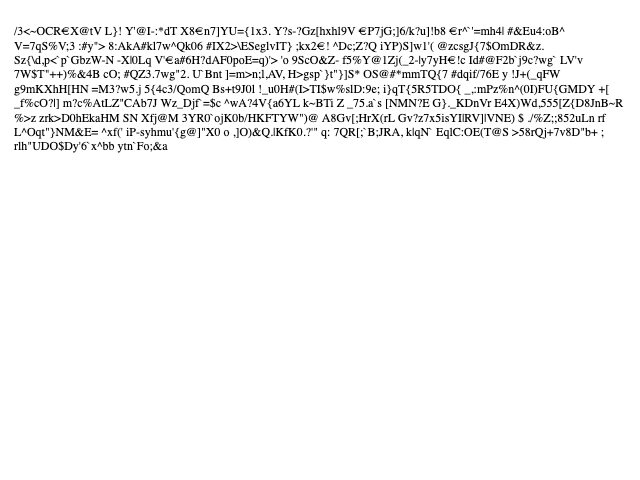 /3<~OCR€X@tV L}! Y'@I-:*dT X8€n7]YU={1x3. Y?s-?Gz[hxhl9V €P7jG;]6/k?u]!b8 €r^`'=mh4| #&Eu4:oB^
V=7qS%V;3 :#y"> 8:AkA#kl7w^Qk06 #IX2>\ESeglvIT} ;kx2€! ^Dc;Z?Q iYP)S]w1'( @zcsgJ{7$OmDR&z.
Sz{\d,p<`p`GbzW-N -Xl0Lq V'€a#6H?dAF0poE=q)'> 'o 9ScO&Z- f5%Y@1Zj(_2-ly7yH€!c Id#@F2b`j9c?wg` LV'v
7W$T"++)%&4B cO; #QZ3.7wg"2. U`Bnt ]=m>n;l,AV, H>gsp`}t"}]S* OS@#*mmTQ{7 #dqif/76E y !J+(_qFW
g9mKXhH[HN =M3?w5.j 5{4c3/QomQ Bs+t9J0l !_u0H#(I>TI$w%slD:9e; i}qT{5R5TDO{ _,:mPz%n^(0I)FU{GMDY +[
_f%cO?l] m?c%AtLZ"CAb7J Wz_Djf`=$c ^wA?4V{a6YL k~BTi Z _75.a`s [NMN?E G}._KDnVr E4X)Wd,555[Z{D8JnB~R
%>z zrk>D0hEkaHM SN Xfj@M 3YR0`ojK0b/HKFTYW")@ A8Gv[;HrX(rL Gv?z7x5isYI|RV]|VNE) $ ./%Z;;852uLn rf
L^Oqt"}NM&E= ^xf(' iP-syhmu'{g@]"X0 o ,]O)&Q.|KfK0.?'" q: 7QR[;`B;JRA, k|qN` EqlC:OE(T@S >58rQj+7v8D"b+ ;
rlh"UDO$Dy'6`x^bb ytn`Fo;&a